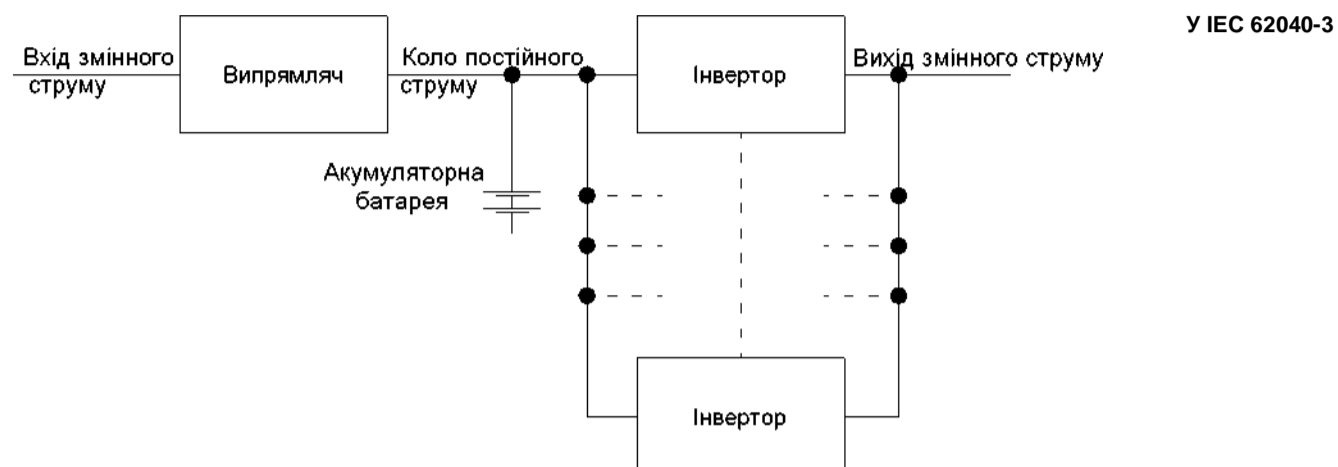 У IEC 62040-3
Вхід змінного
струму
Випрямляч
Коло постійного
струму
Інвертор
Вихід змінного струму
Акумуляторна
батарея
Інвертор